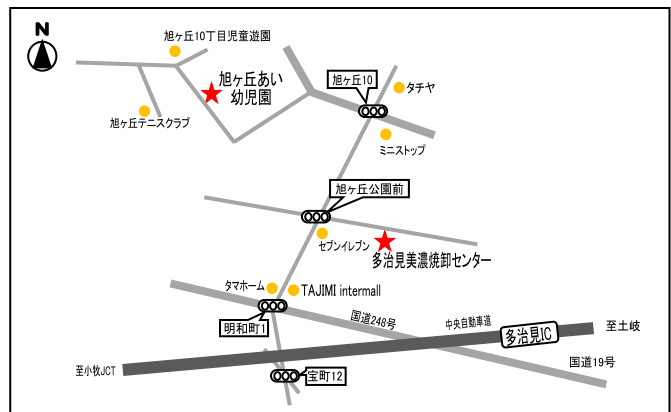 N
旭ヶ丘10丁目児童遊園
旭ヶ丘あい
幼児園
旭ヶ丘10
タチヤ
旭ヶ丘テニスクラブ
ミニストップ
旭ヶ丘公園前
セブンイレブン
多治見美濃焼卸センター
タマホーム
TAJIMI intermall
明和町1
国道248号
中央自動車道
多治見IC
至土岐
国道19号
至小牧JCT
宝町12